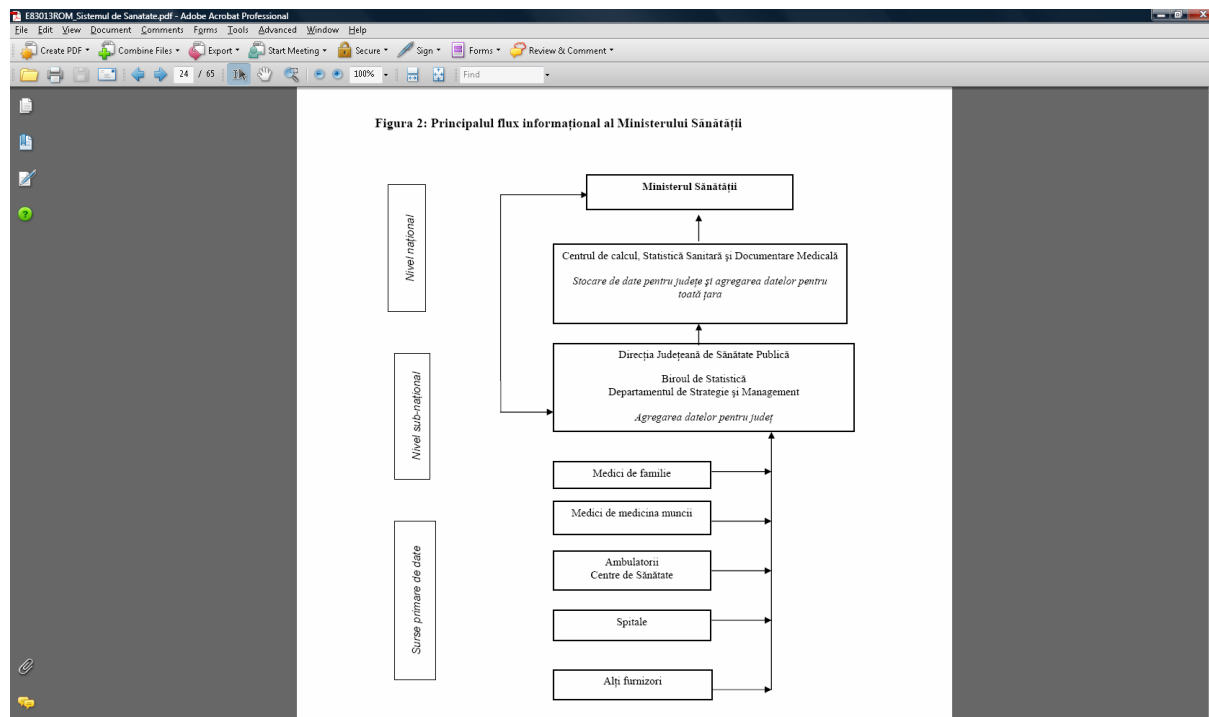 E83013ROM_Sistemul de Sanatate.pdf - Adobe Acrobat Professional
File Edit View Document Comments Forms Tools Advanced Window Help
Create PDF Combine Files Export Start Meeting Secure Sign Forms Review & Comment
24 / 65 100% Find
Figura 2: Principalul flux informațional al Ministerului Sănătății
Nivel național
Ministerul Sănătății
Centrul de calcul, Statistică Sanitară şi Documentare Medicală
Stocare de date pentru județe şi agregarea datelor pentru
toată ţara
Nivel sub-național
Direcția Județeană de Sănătate Publică
Biroul de Statistică
Departamentul de Strategie şi Management
Agregarea datelor pentru județ
Surse primare de date
Medici de familie
Medici de medicina muncii
Ambulatorii
Centre de Sănătate
Spitale
Alți furnizori